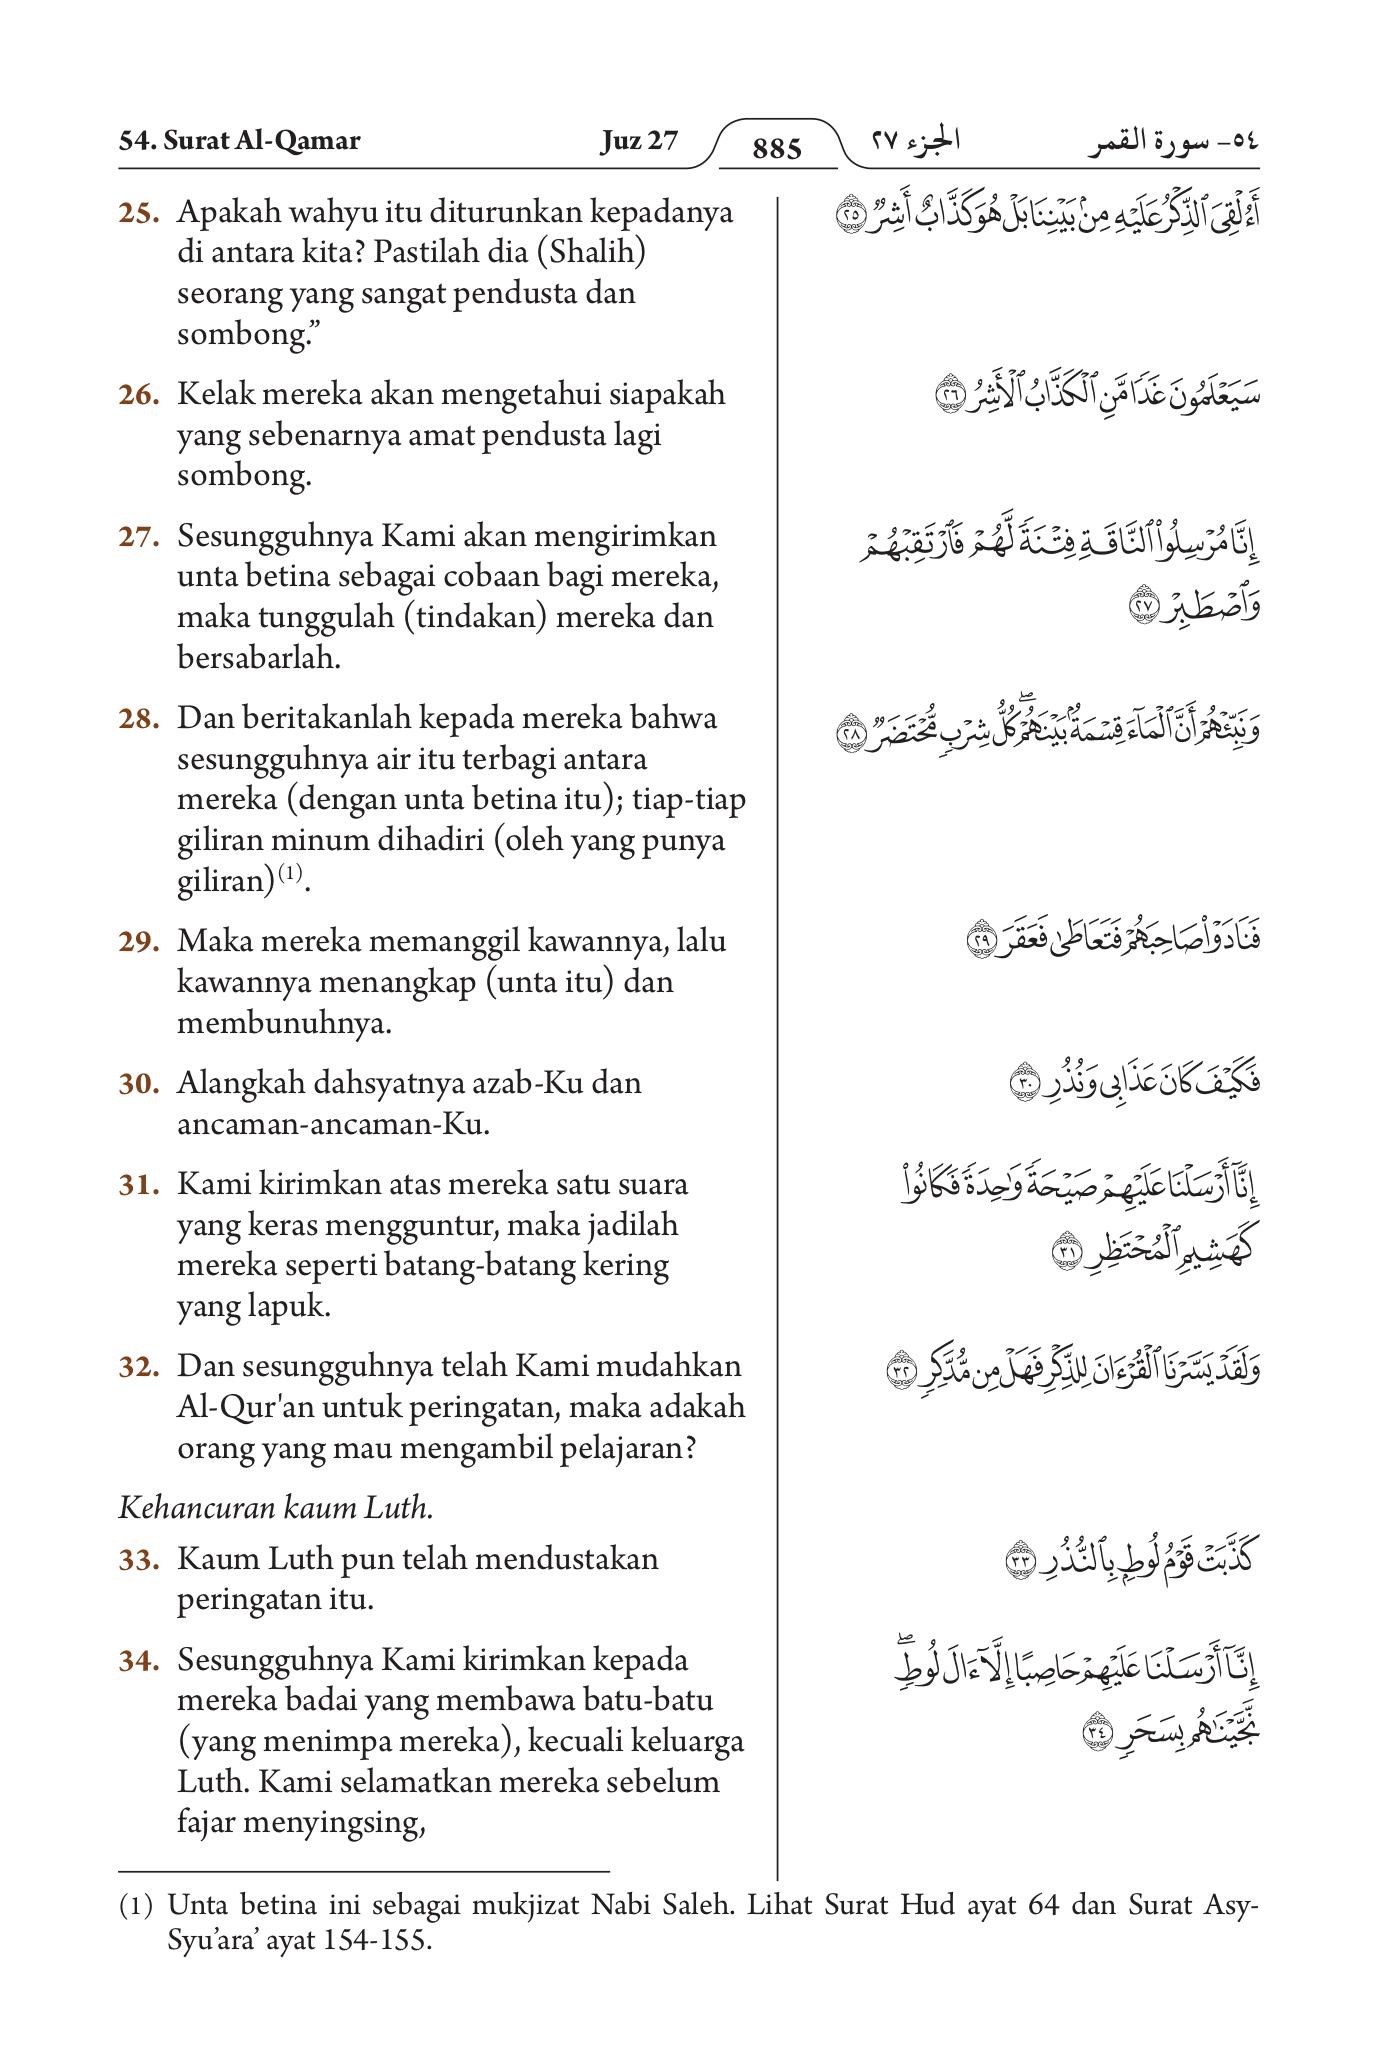 54. Surat Al-Qamar Juz 27 885 الجزء ٢٧ ٥٤- سورة القمر
25. Apakah wahyu itu diturunkan kepadanya
di antara kita? Pastilah dia (Shalih)
seorang yang sangat pendusta dan
sombong.”
26. Kelak mereka akan mengetahui siapakah
yang sebenarnya amat pendusta lagi
sombong.
27. Sesungguhnya Kami akan mengirimkan
unta betina sebagai cobaan bagi mereka,
maka tunggulah (tindakan) mereka dan
bersabarlah.
28. Dan beritakanlah kepada mereka bahwa
sesungguhnya air itu terbagi antara
mereka (dengan unta betina itu); tiap-tiap
giliran minum dihadiri (oleh yang punya
giliran)(1).
29. Maka mereka memanggil kawannya, lalu
kawannya menangkap (unta itu) dan
membunuhnya.
30. Alangkah dahsyatnya azab-Ku dan
ancaman-ancaman-Ku.
31. Kami kirimkan atas mereka satu suara
yang keras mengguntur, maka jadilah
mereka seperti batang-batang kering
yang lapuk.
32. Dan sesungguhnya telah Kami mudahkan
Al-Qur'an untuk peringatan, maka adakah
orang yang mau mengambil pelajaran?
Kehancuran kaum Luth.
33. Kaum Luth pun telah mendustakan
peringatan itu.
34. Sesungguhnya Kami kirimkan kepada
mereka badai yang membawa batu-batu
(yang menimpa mereka), kecuali keluarga
Luth. Kami selamatkan mereka sebelum
fajar menyingsing,
أَءُلْقِىَ ٱلذِّكْرُ عَلَيْهِ مِنۢ بَيْنِنَا بَلْ هُوَ كَذَّابٌ أَشِرٌ ٢٥
سَيَعْلَمُونَ غَدًا مَّنِ ٱلْكَذَّابُ ٱلْأَشِرُ ٢٦
إِنَّا مُرْسِلُوا۟ ٱلنَّاقَةِ فِتْنَةً لَّهُمْ فَٱرْتَقِبْهُمْ
وَٱصْطَبِرْ ٢٧
وَنَبِّئْهُمْ أَنَّ ٱلْمَآءَ قِسْمَةٌۢ بَيْنَهُمْ ۖ كُلُّ شِرْبٍ مُّحْتَضَرٌ ٢٨
فَنَادَوْا۟ صَاحِبَهُمْ فَتَعَاطَىٰ فَعَقَرَ ٢٩
فَكَيْفَ كَانَ عَذَابِى وَنُذُرِ ٣٠
إِنَّآ أَرْسَلْنَا عَلَيْهِمْ صَيْحَةً وَٰحِدَةً فَكَانُوا۟
كَهَشِيمِ ٱلْمُحْتَظِرِ ٣١
وَلَقَدْ يَسَّرْنَا ٱلْقُرْءَانَ لِلذِّكْرِ فَهَلْ مِن مُّدَّكِرٍ ٣٢
كَذَّبَتْ قَوْمُ لُوطٍۭ بِٱلنُّذُرِ ٣٣
إِنَّآ أَرْسَلْنَا عَلَيْهِمْ حَاصِبًا إِلَّآ ءَالَ لُوطٍ ۖ
نَّجَّيْنَٰهُم بِسَحَرٍ ٣٤
(1) Unta betina ini sebagai mukjizat Nabi Saleh. Lihat Surat Hud ayat 64 dan Surat Asy-
Syu’ara’ ayat 154-155.